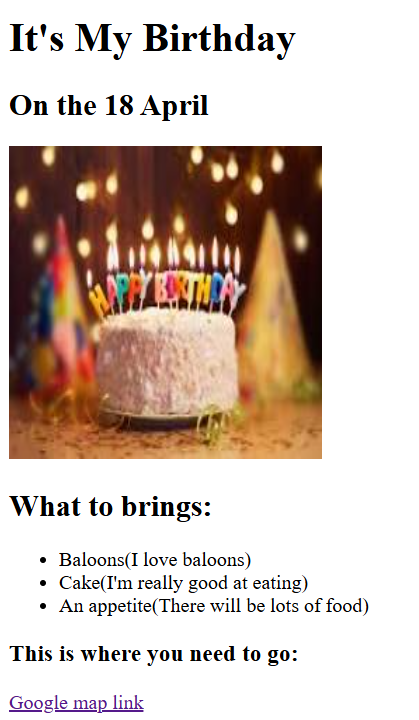 It's My Birthday
On the 18 April
HAPPY BIRTHDAY
What to brings:
Baloons(I love baloons)
Cake(I'm really good at eating)
An appetite(There will be lots of food)
This is where you need to go:
Google map link